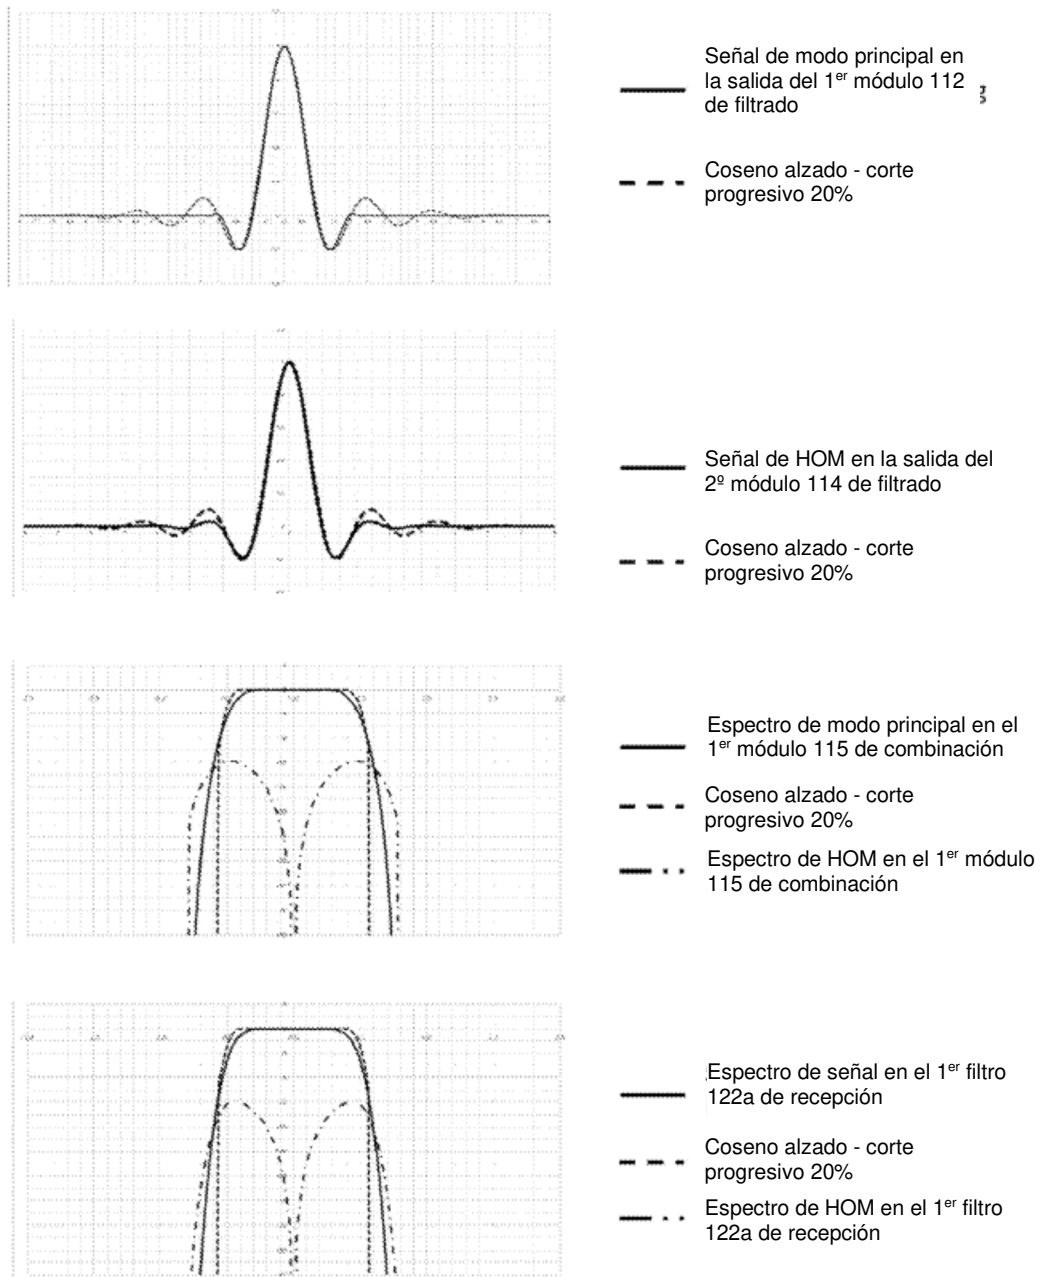 Señal de modo principal en
la salida del 1er módulo 112
de filtrado
Coseno alzado - corte
progresivo 20%
Señal de HOM en la salida del
2º módulo 114 de filtrado
Coseno alzado - corte
progresivo 20%
Espectro de modo principal en el
1er módulo 115 de combinación
Coseno alzado - corte
progresivo 20%
Espectro de HOM en el 1er módulo
115 de combinación
Espectro de señal en el 1er filtro
122a de recepción
Coseno alzado - corte
progresivo 20%
Espectro de HOM en el 1er filtro
122a de recepción